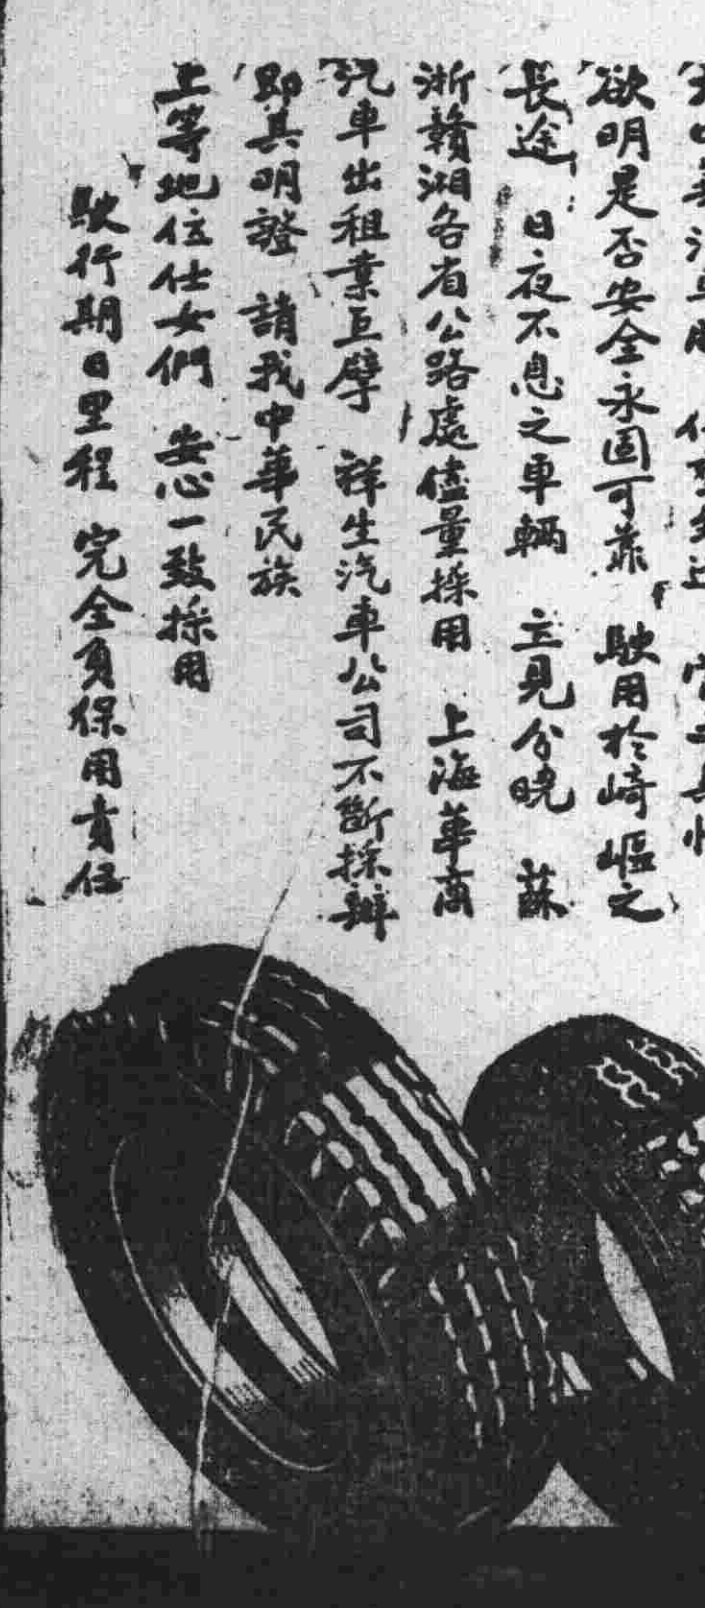 欲明是否安全永固可靠　駛用於崎嶇之
長途　日夜不息之車輛　立見分曉　蘇
浙贛湘各省公路處儘量採用　上海華商
汽車出租業巨擘　祥生汽車公司不斷採辦
即其明證　請我中華民族
上等地位仕女們　安心一致採用
駛行期日里程　完全負保用責任